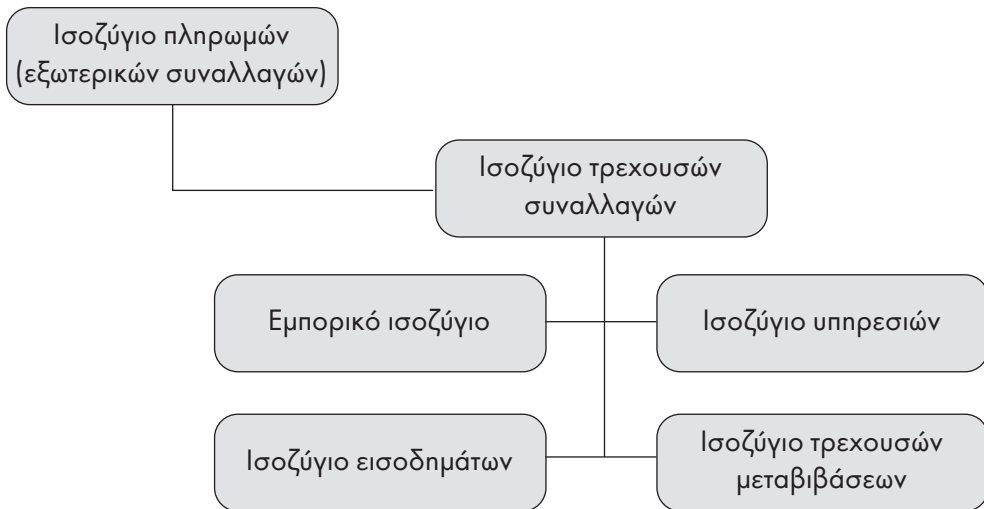 Ισοζύγιο πληρωμών
(εξωτερικών συναλλαγών)
Ισοζύγιο τρεχουσών
συναλλαγών
Εμπορικό ισοζύγιο
Ισοζύγιο υπηρεσιών
Ισοζύγιο εισοδημάτων
Ισοζύγιο τρεχουσών
μεταβιβάσεων